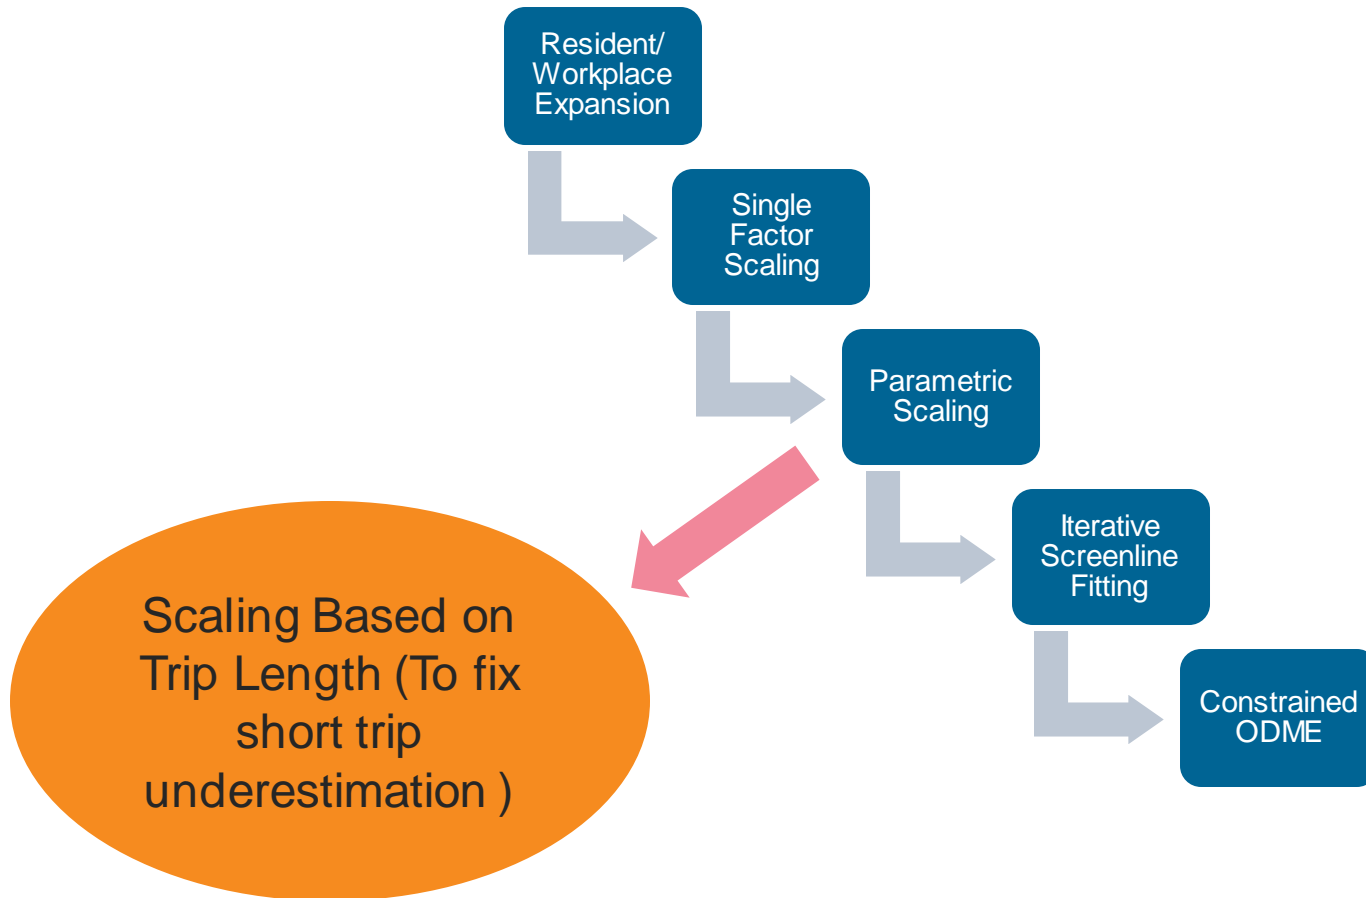 Resident/
Workplace
Expansion
Single
Factor
Scaling
Parametric
Scaling
Iterative
Screenline
Fitting
Constrained
ODME
Scaling Based on
Trip Length (To fix
short trip
underestimation )